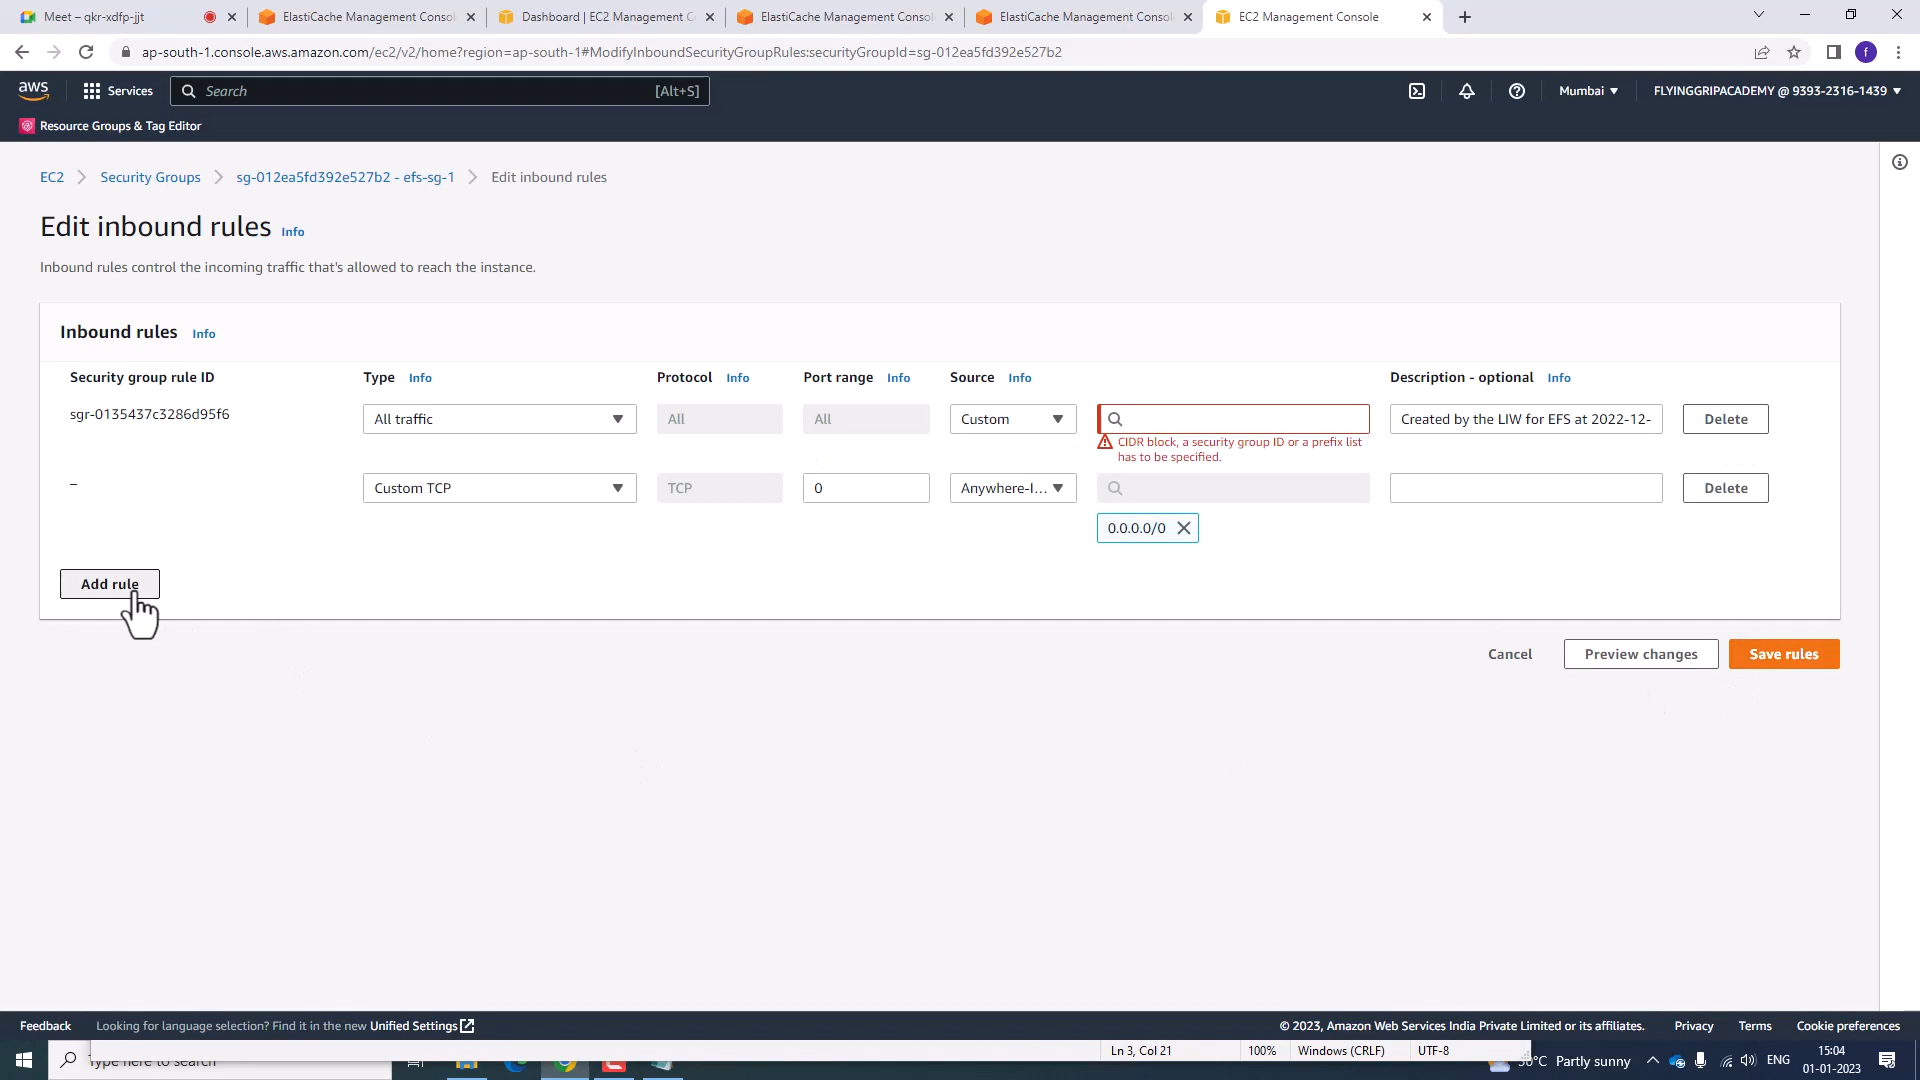 Meet – qkr-xdfp-jjt
ElastiCache Management Conso
Dashboard | EC2 Management C
ElastiCache Management Conso
ElastiCache Management Conso
EC2 Management Console
ap-south-1.console.aws.amazon.com/ec2/v2/home?region=ap-south-1#ModifyInboundSecurityGroupRules:securityGroupId=sg-012ea5fd392e527b2
f
aws
Services
Search
[Alt+S]
Mumbai
FLYINGGRIPACADEMY @ 9393-2316-1439
Resource Groups & Tag Editor
EC2
Security Groups
sg-012ea5fd392e527b2 - efs-sg-1
Edit inbound rules
Edit inbound rules Info
Inbound rules control the incoming traffic that's allowed to reach the instance.
Inbound rules Info
Security group rule ID
Type Info
Protocol Info
Port range Info
Source Info
Description - optional Info
sgr-0135437c3286d95f6
All traffic
All
All
Custom
CIDR block, a security group ID or a prefix list
has to be specified.
Created by the LIW for EFS at 2022-12-
Delete
–
Custom TCP
TCP
0
Anywhere-I...
0.0.0.0/0
Delete
Add rule
Cancel
Preview changes
Save rules
Feedback
Looking for language selection? Find it in the new Unified Settings
© 2023, Amazon Web Services India Private Limited or its affiliates.
Privacy
Terms
Cookie preferences
Type here to search
Ln 3, Col 21
100%
Windows (CRLF)
UTF-8
Partly sunny
ENG
15:04
01-01-2023